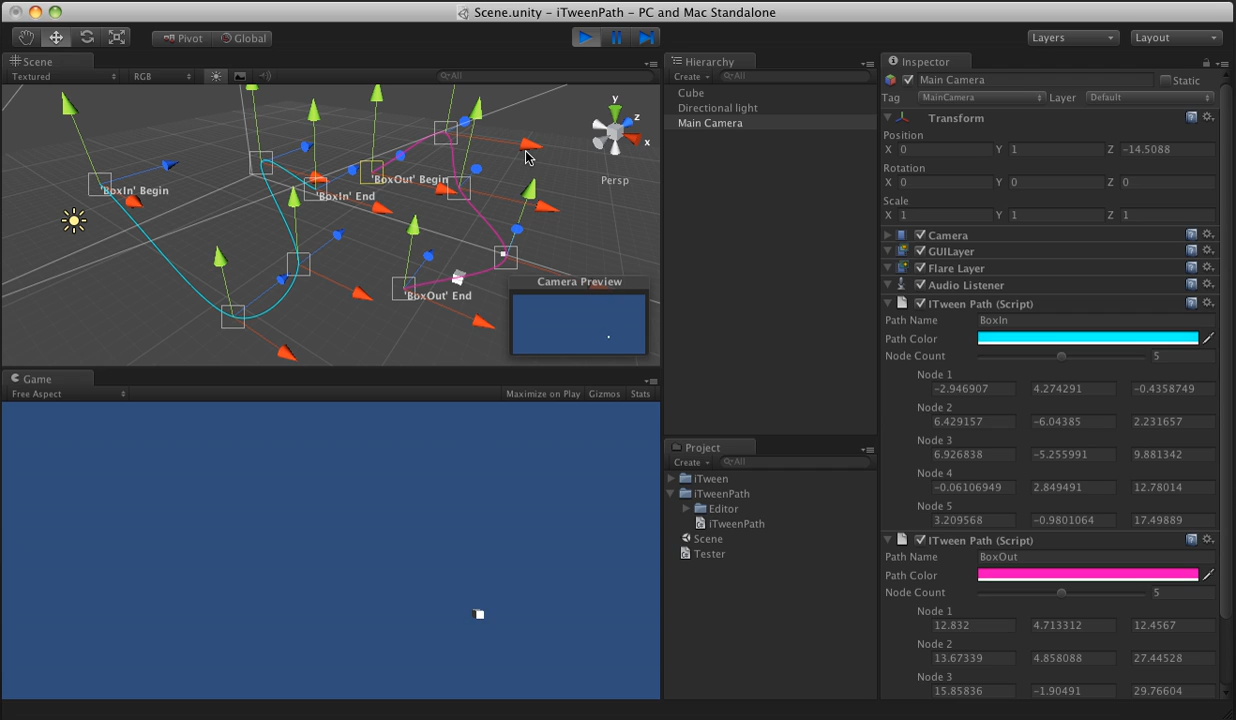 Scene.unity – iTweenPath – PC and Mac Standalone
Pivot Global
Layers Layout
Scene
Textured RGB All
y
z
x
Persp
'BoxIn' Begin
'BoxOut' Begin
'BoxIn' End
'BoxOut' End
Camera Preview
Game
Free Aspect Maximize on Play Gizmos Stats
Hierarchy
Create All
Cube
Directional light
Main Camera
Project
Create All
iTween
iTweenPath
Editor
iTweenPath
Scene
Tester
Inspector
Main Camera Static
Tag MainCamera Layer Default
Transform
Position
X 0 Y 1 Z -14.5088
Rotation
X 0 Y 0 Z 0
Scale
X 1 Y 1 Z 1
Camera
GUILayer
Flare Layer
Audio Listener
ITween Path (Script)
Path Name BoxIn
Path Color
Node Count 5
Node 1
-2.946907 4.274291 -0.4358749
Node 2
6.429157 -6.04385 2.231657
Node 3
6.926838 -5.255991 9.881342
Node 4
-0.06106949 2.849491 12.78014
Node 5
3.209568 -0.9801064 17.49889
ITween Path (Script)
Path Name BoxOut
Path Color
Node Count 5
Node 1
12.832 4.713312 12.4567
Node 2
13.67339 4.858088 27.44528
Node 3
15.85836 -1.90491 29.76604